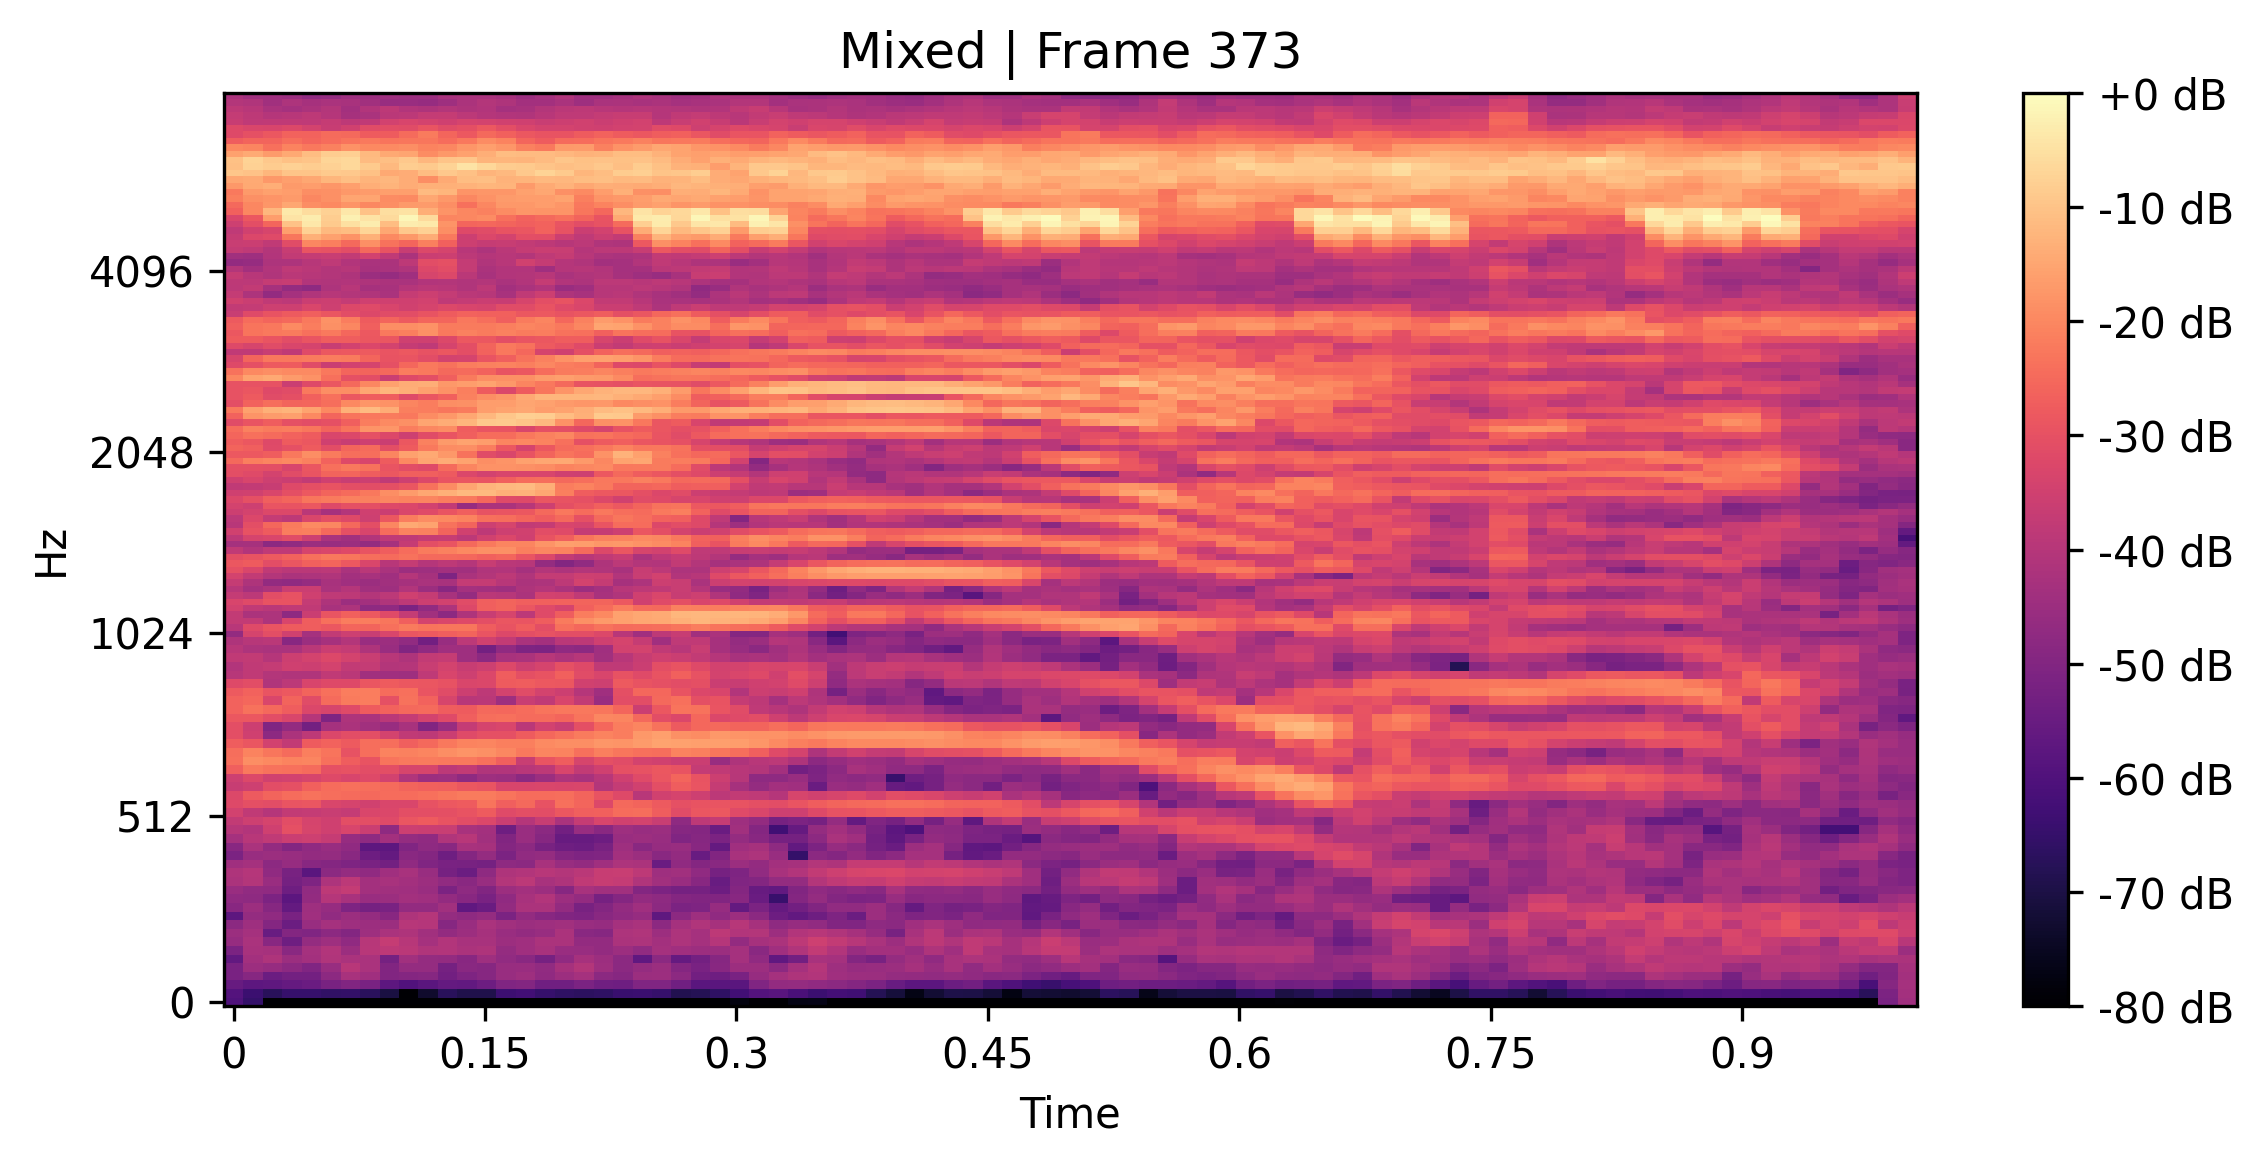 Mixed | Frame 373
Hz
4096
2048
1024
512
0
0
0.15
0.3
0.45
0.6
0.75
0.9
Time
+0 dB
-10 dB
-20 dB
-30 dB
-40 dB
-50 dB
-60 dB
-70 dB
-80 dB